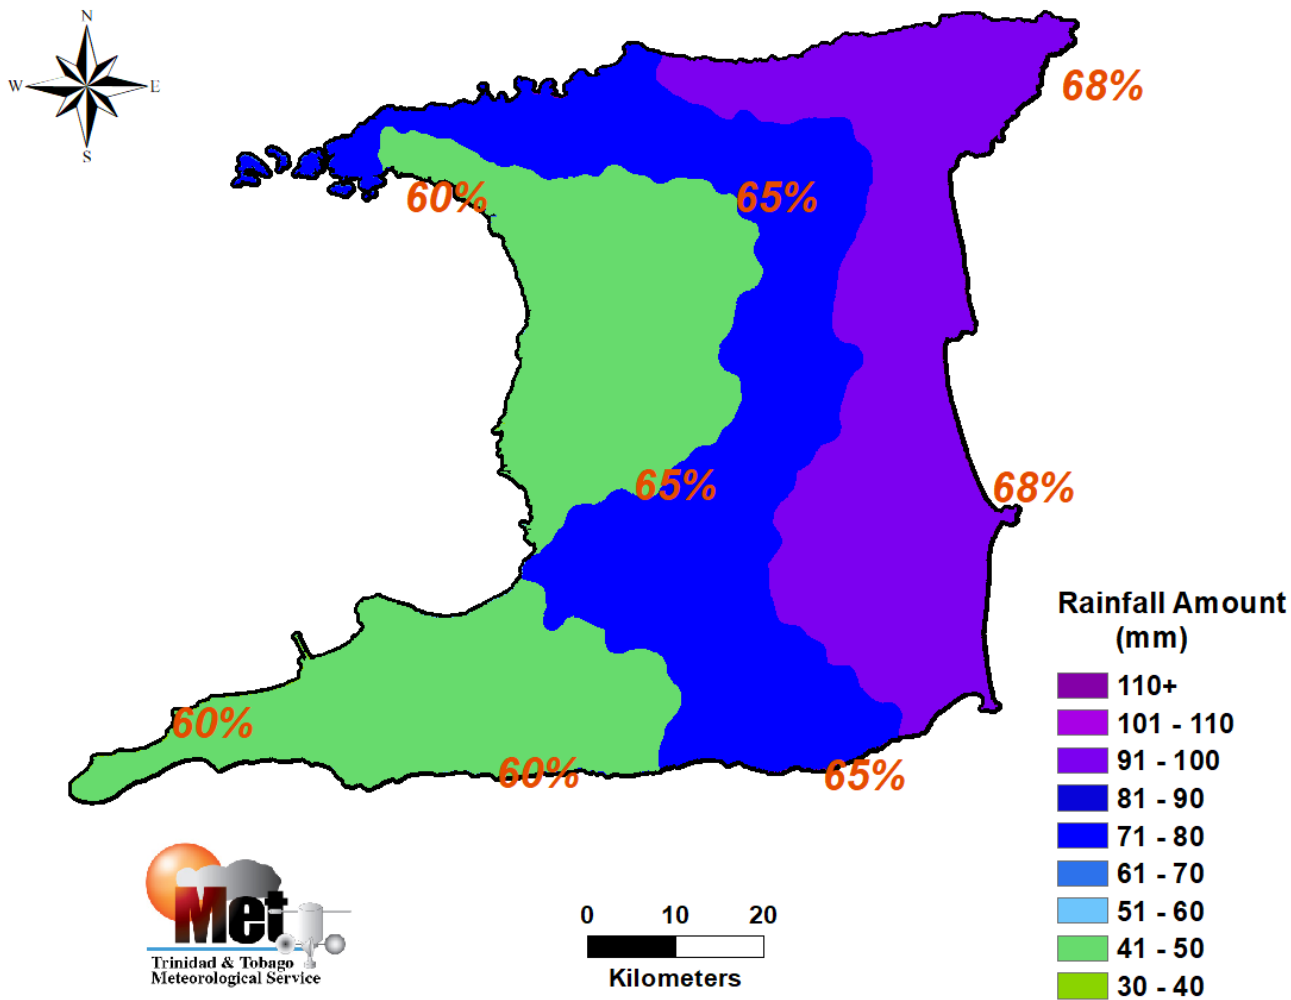 N
W
E
S
68%
60%
65%
65%
68%
60%
60%
65%
Rainfall Amount
(mm)
110+
101 - 110
91 - 100
81 - 90
71 - 80
61 - 70
51 - 60
41 - 50
30 - 40
Met
Trinidad & Tobago
Meteorological Service
0 10 20
Kilometers